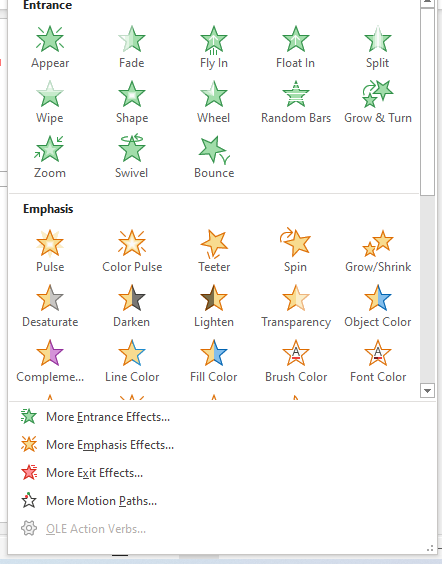 Entrance
Appear Fade Fly In Float In Split
Wipe Shape Wheel Random Bars Grow & Turn
Zoom Swivel Bounce
Emphasis
Pulse Color Pulse Teeter Spin Grow/Shrink
Desaturate Darken Lighten Transparency Object Color
Compleme... Line Color Fill Color Brush Color Font Color
More Entrance Effects...
More Emphasis Effects...
More Exit Effects...
More Motion Paths...
OLE Action Verbs...